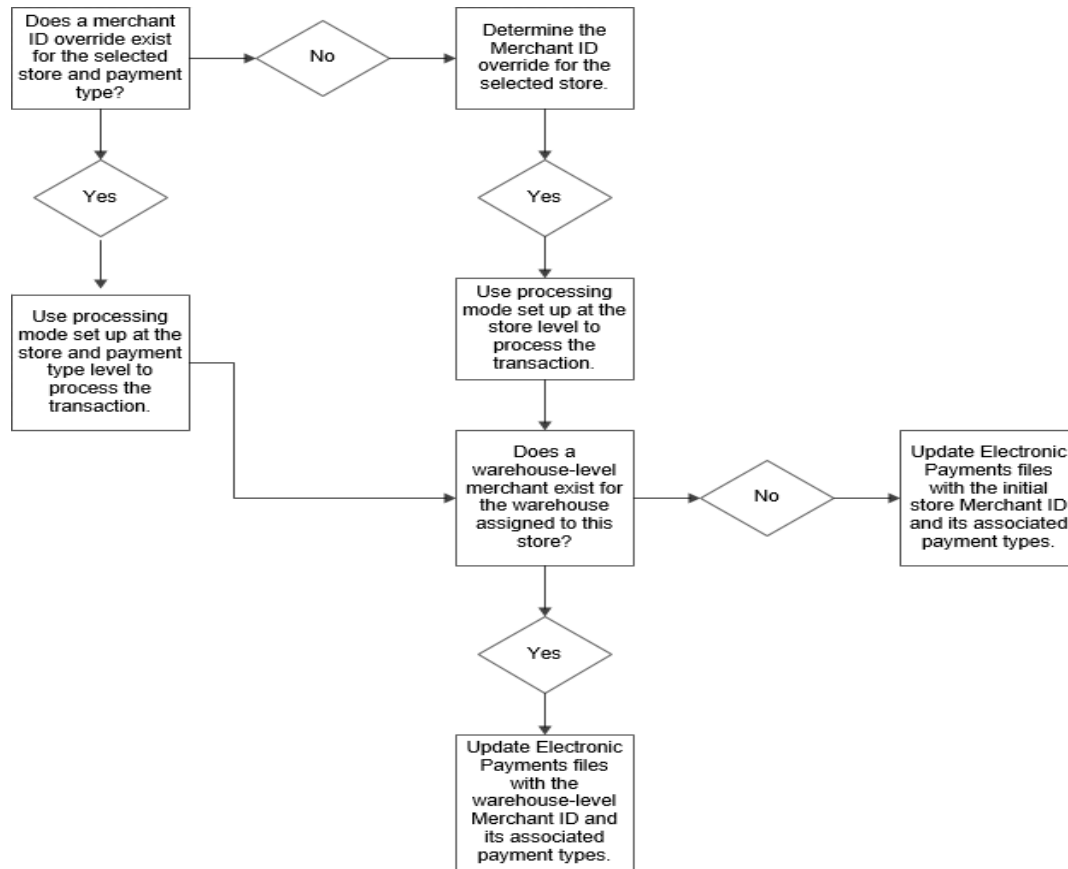 Does a merchant
ID override exist
for the selected
store and payment
type?
No
Determine the
Merchant ID
override for the
selected store.
Yes
Yes
Use processing
mode set up at the
store and payment
type level to
process the
transaction.
Use processing
mode set up at the
store level to
process the
transaction.
Does a
warehouse-level
merchant exist for
the warehouse
assigned to this
store?
No
Update Electronic
Payments files
with the initial
store Merchant ID
and its associated
payment types.
Yes
Update Electronic
Payments files
with the
warehouse-level
Merchant ID and
its associated
payment types.